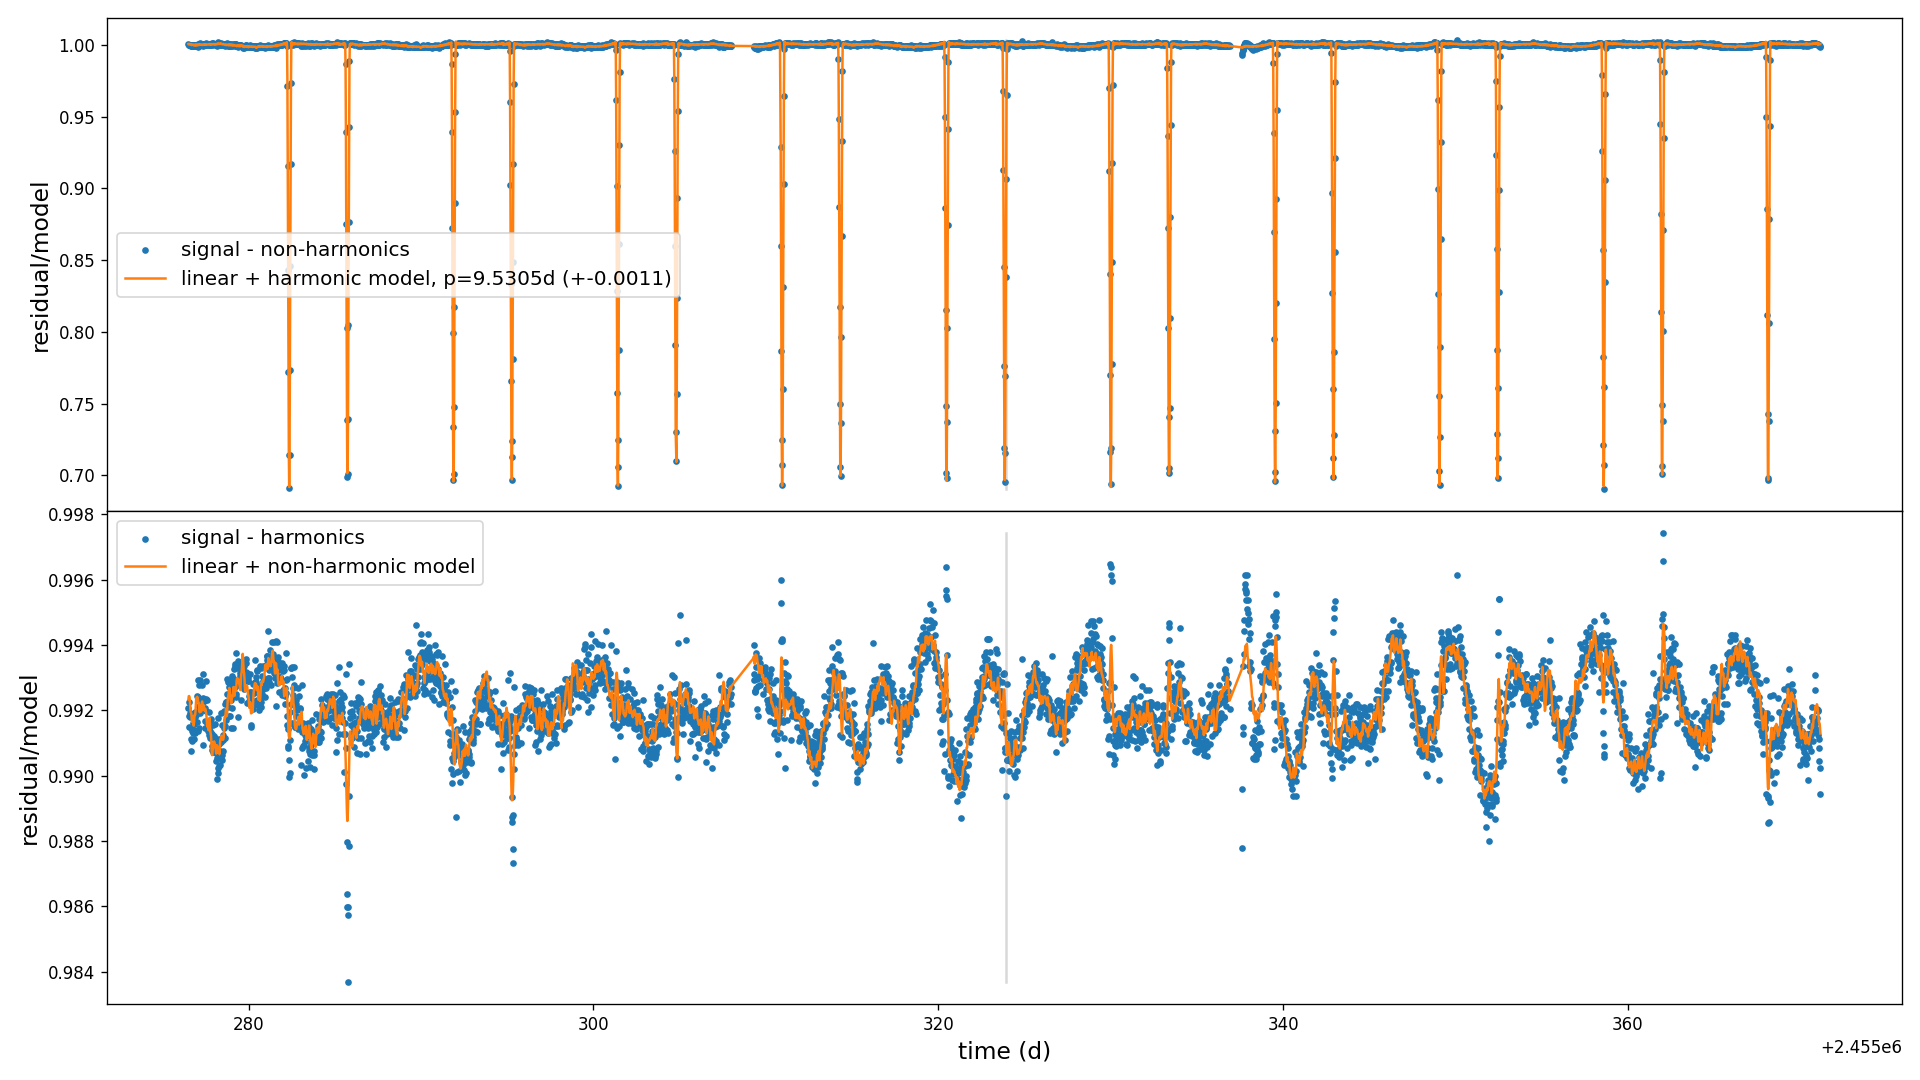 1.00
0.95
0.90
0.85
0.80
0.75
0.70
residual/model
signal - non-harmonics
linear + harmonic model, p=9.5305d (+-0.0011)
0.998
0.996
0.994
0.992
0.990
0.988
0.986
0.984
residual/model
signal - harmonics
linear + non-harmonic model
280 300 320 340 360
time (d)
+2.455e6